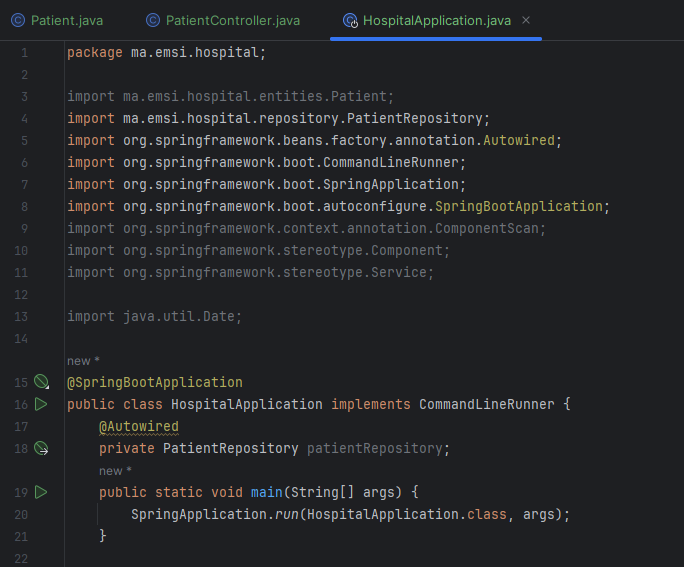 Patient.java PatientController.java HospitalApplication.java ×
1 package ma.emsi.hospital;
2
3 import ma.emsi.hospital.entities.Patient;
4 import ma.emsi.hospital.repository.PatientRepository;
5 import org.springframework.beans.factory.annotation.Autowired;
6 import org.springframework.boot.CommandLineRunner;
7 import org.springframework.boot.SpringApplication;
8 import org.springframework.boot.autoconfigure.SpringBootApplication;
9 import org.springframework.context.annotation.ComponentScan;
10 import org.springframework.stereotype.Component;
11 import org.springframework.stereotype.Service;
12
13 import java.util.Date;
14
new *
15 @SpringBootApplication
16 public class HospitalApplication implements CommandLineRunner {
17 @Autowired
18 private PatientRepository patientRepository;
new *
19 public static void main(String[] args) {
20 SpringApplication.run(HospitalApplication.class, args);
21 }
22